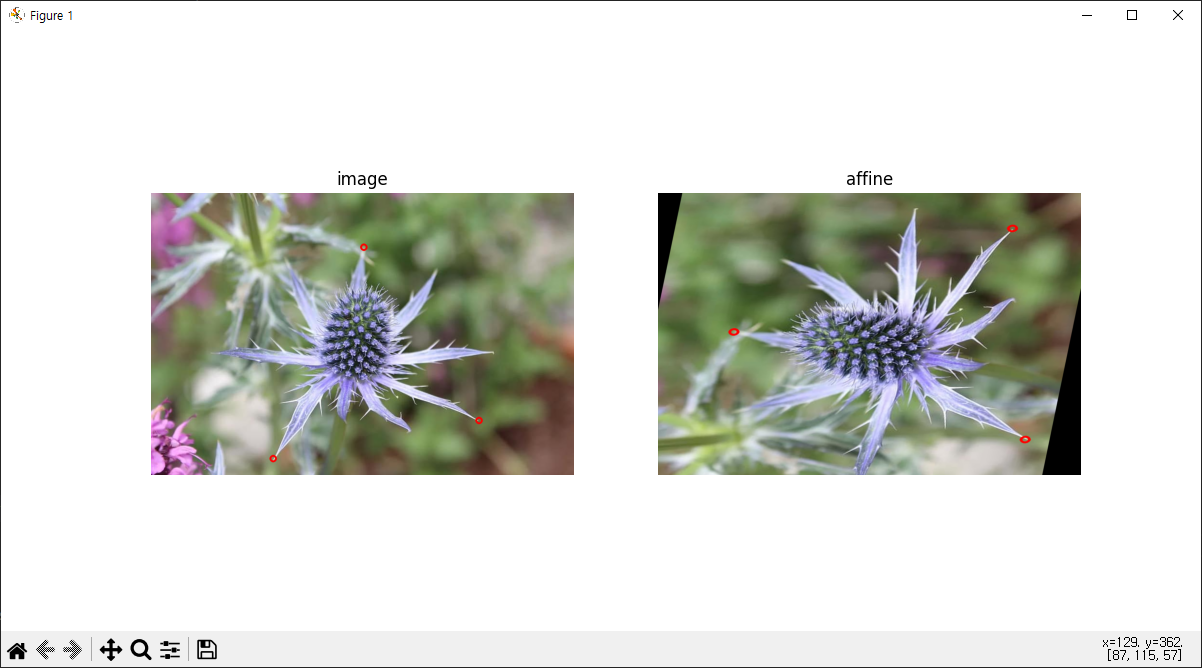 Figure 1
image
affine
x=129. y=362.
[87, 115, 57]